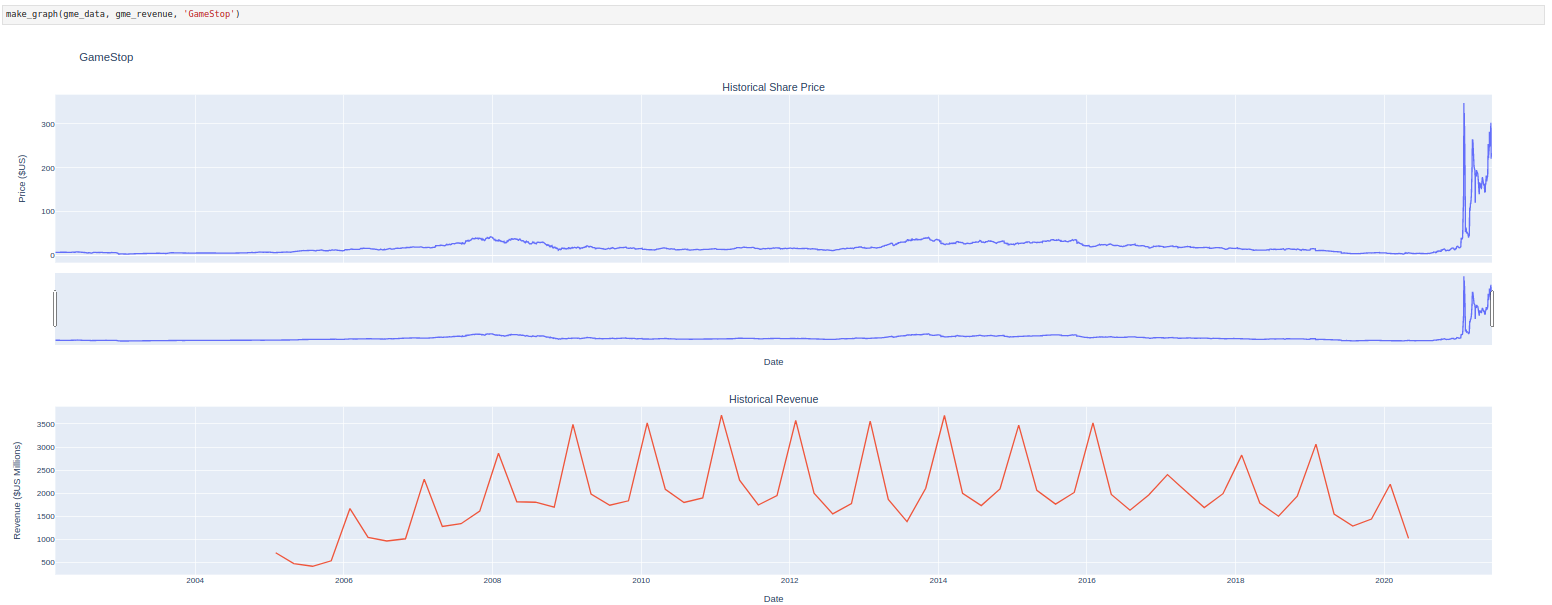 make_graph(gme_data, gme_revenue, 'GameStop')
GameStop
Historical Share Price
Price ($US)
300
200
100
0
Date
Historical Revenue
Revenue ($US Millions)
3500
3000
2500
2000
1500
1000
500
2004 2006 2008 2010 2012 2014 2016 2018 2020
Date